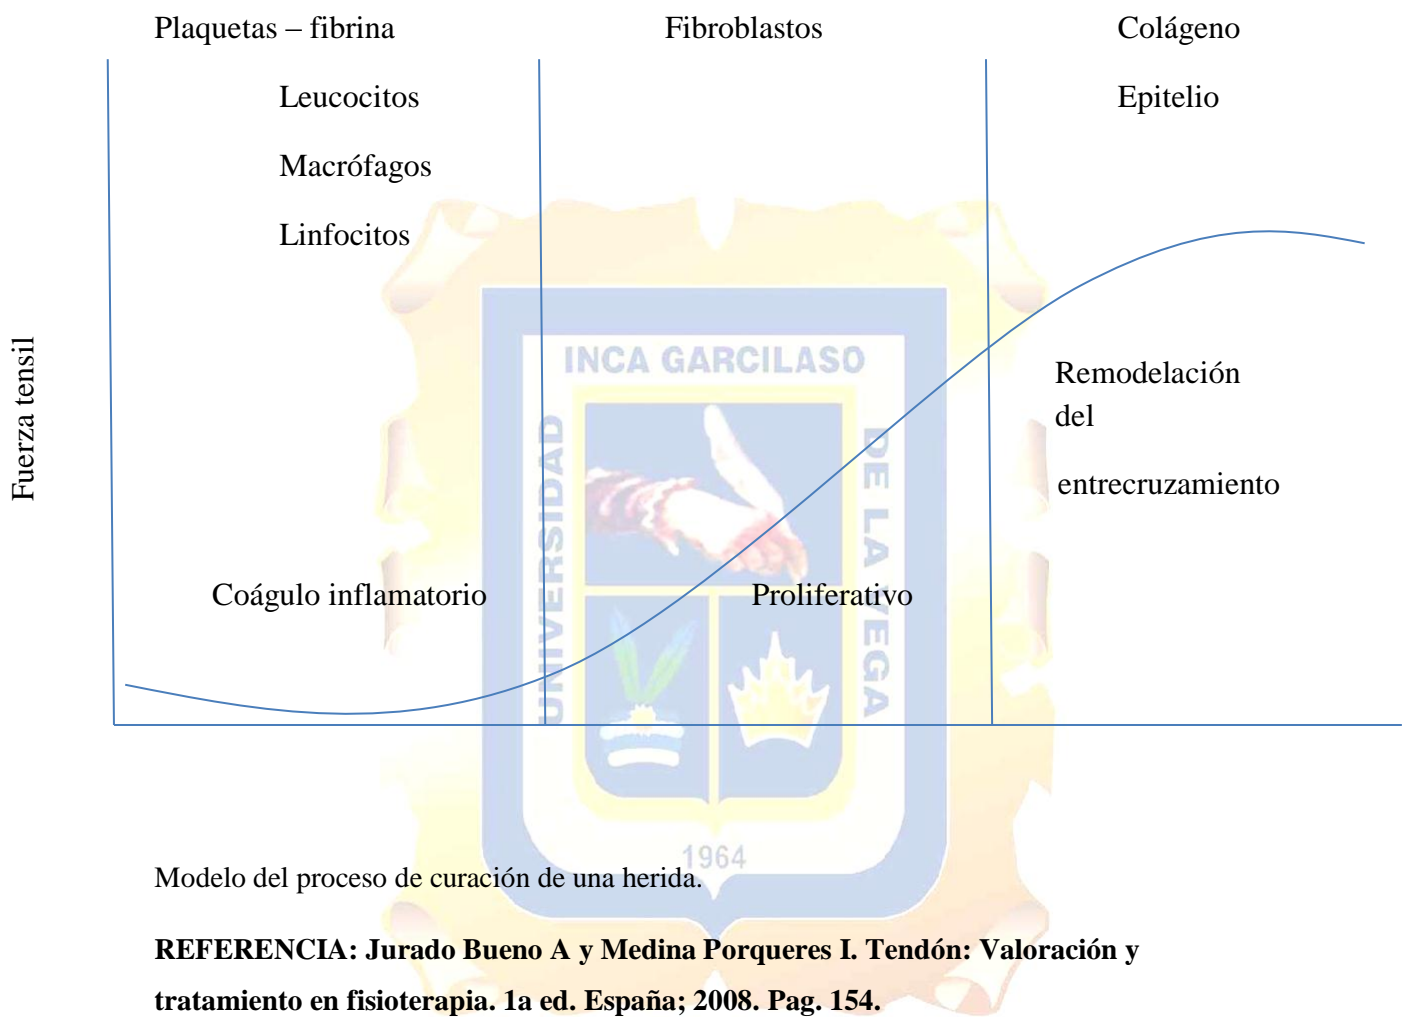 Plaquetas – fibrina
Fibroblastos
Colágeno
Leucocitos
Epitelio
Macrófagos
Linfocitos
Fuerza tensil
INCA GARCILASO
UNIVERSIDAD
DE LA VEGA
Remodelación
del
entrecruzamiento
Coágulo inflamatorio
Proliferativo
1964
Modelo del proceso de curación de una herida.
REFERENCIA: Jurado Bueno A y Medina Porqueres I. Tendón: Valoración y
tratamiento en fisioterapia. 1a ed. España; 2008. Pag. 154.